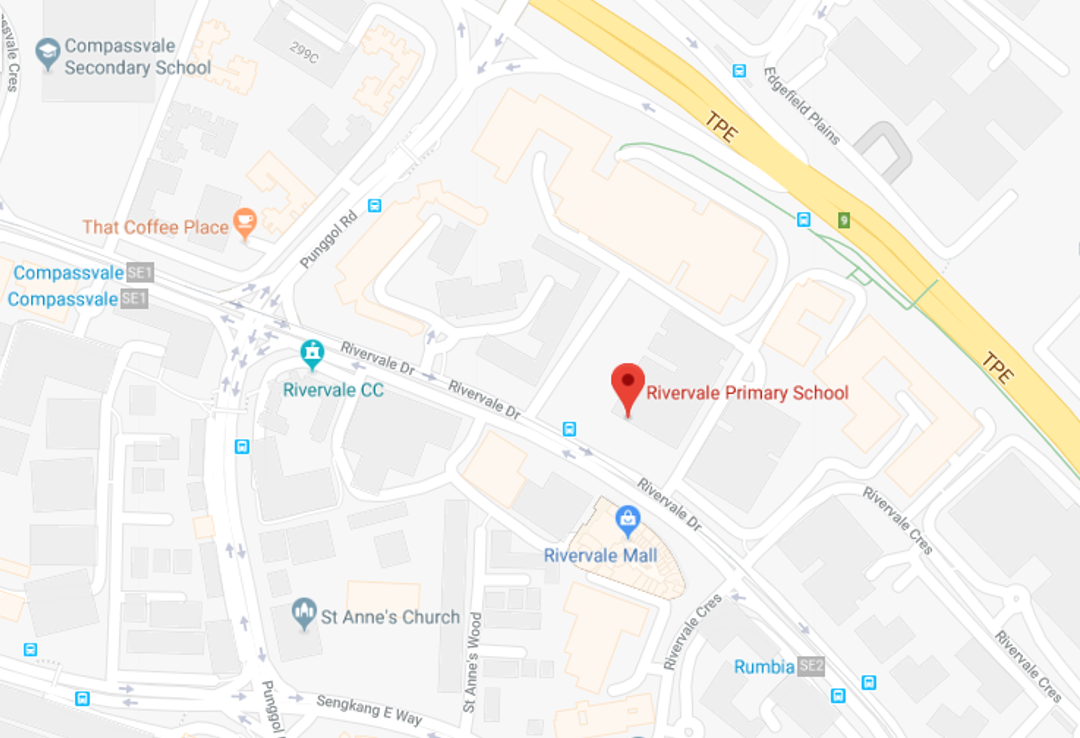 ssvale Cres
Compassvale
Secondary School
299C
Edgefield Plains
TPE
9
That Coffee Place
Punggol Rd
Compassvale SE1
Compassvale SE1
Rivervale Dr
Rivervale CC
Rivervale Dr
Rivervale Primary School
TPE
Rivervale Dr
Rivervale Cres
Rivervale Mall
St Anne's Church
St Anne's Wood
Rivervale Cres
Rumbia SE2
Rivervale Cres
Punggol
Sengkang E Way